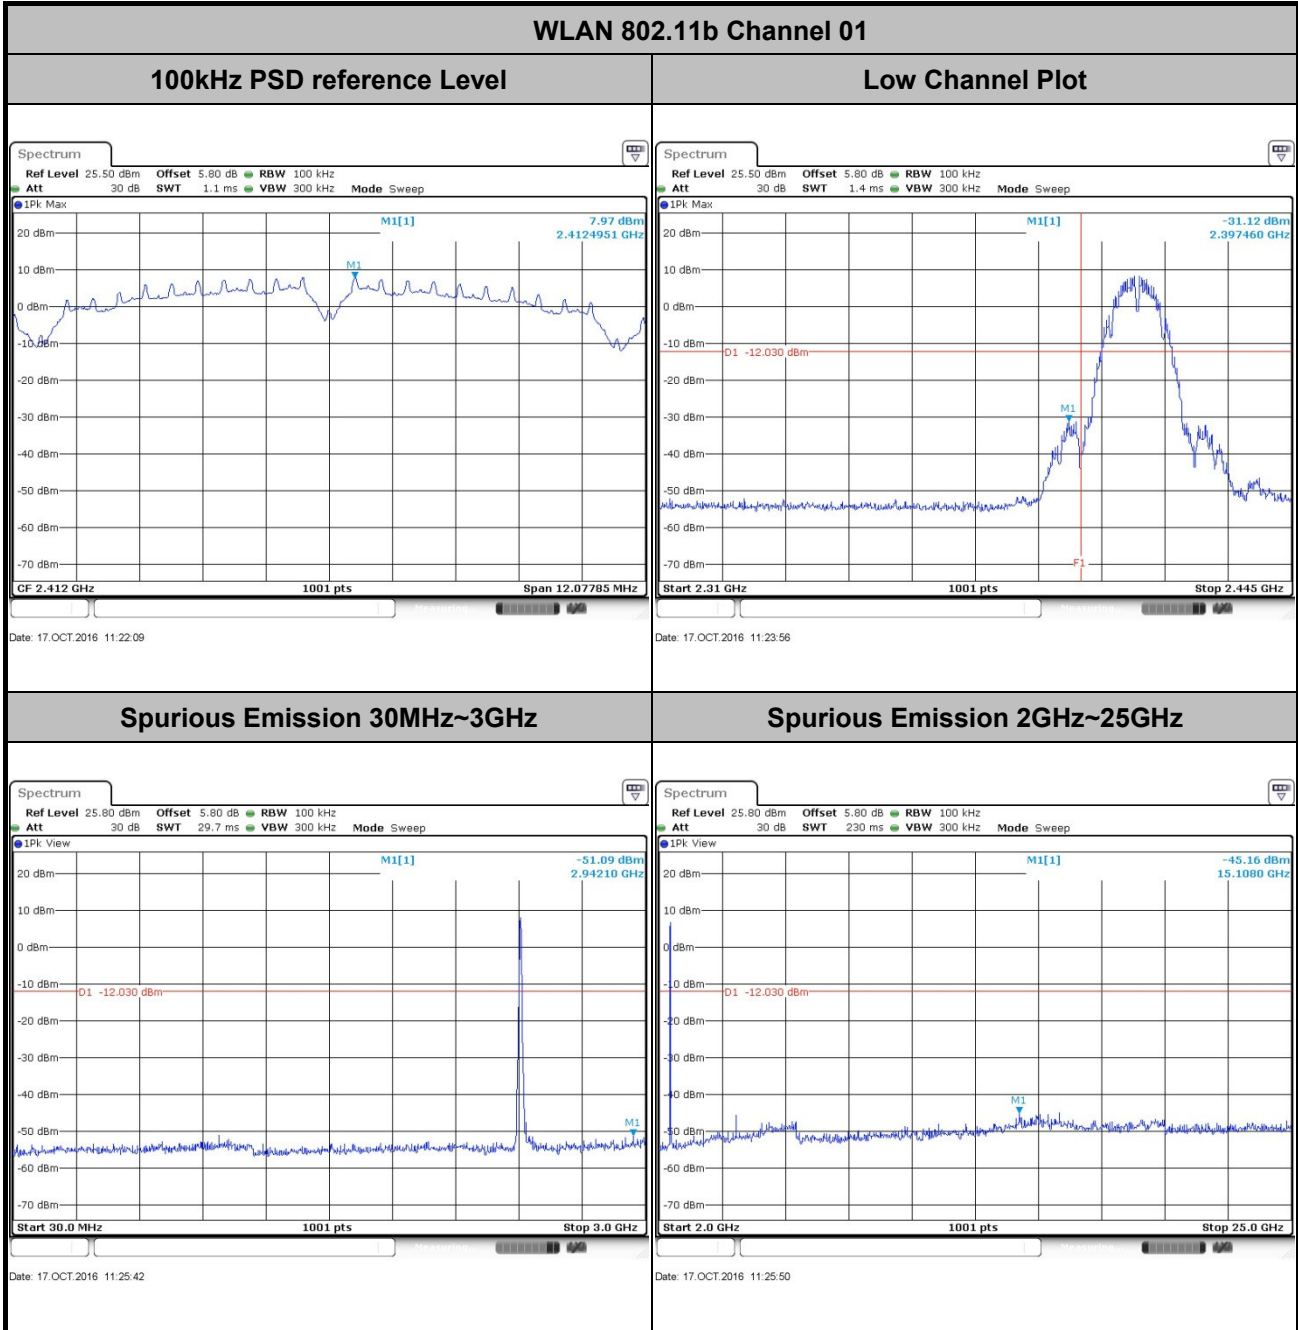 WLAN 802.11b Channel 01
100kHz PSD reference Level
Low Channel Plot
Spectrum
Ref Level 25.50 dBm Offset 5.80 dB RBW 100 kHz
Att 30 dB SWT 1.1 ms VBW 300 kHz Mode Sweep
1Pk Max
M1[1] 7.97 dBm
2.4124951 GHz
20 dBm
10 dBm
M1
0 dBm
-10 dBm
-20 dBm
-30 dBm
-40 dBm
-50 dBm
-60 dBm
-70 dBm
CF 2.412 GHz 1001 pts Span 12.07785 MHz
Measuring...
Date: 17.OCT.2016 11:22:09
Spectrum
Ref Level 25.50 dBm Offset 5.80 dB RBW 100 kHz
Att 30 dB SWT 1.4 ms VBW 300 kHz Mode Sweep
1Pk Max
M1[1] -31.12 dBm
2.397460 GHz
20 dBm
10 dBm
0 dBm
-10 dBm
D1 -12.030 dBm
-20 dBm
-30 dBm
M1
-40 dBm
-50 dBm
-60 dBm
-70 dBm
F1
Start 2.31 GHz 1001 pts Stop 2.445 GHz
Measuring...
Date: 17.OCT.2016 11:23:56
Spurious Emission 30MHz~3GHz
Spurious Emission 2GHz~25GHz
Spectrum
Ref Level 25.80 dBm Offset 5.80 dB RBW 100 kHz
Att 30 dB SWT 29.7 ms VBW 300 kHz Mode Sweep
1Pk View
M1[1] -51.09 dBm
2.94210 GHz
20 dBm
10 dBm
0 dBm
-10 dBm
D1 -12.030 dBm
-20 dBm
-30 dBm
-40 dBm
-50 dBm
M1
-60 dBm
-70 dBm
Start 30.0 MHz 1001 pts Stop 3.0 GHz
Measuring...
Date: 17.OCT.2016 11:25:42
Spectrum
Ref Level 25.80 dBm Offset 5.80 dB RBW 100 kHz
Att 30 dB SWT 230 ms VBW 300 kHz Mode Sweep
1Pk View
M1[1] -45.16 dBm
15.1080 GHz
20 dBm
10 dBm
0 dBm
-10 dBm
D1 -12.030 dBm
-20 dBm
-30 dBm
-40 dBm
M1
-50 dBm
-60 dBm
-70 dBm
Start 2.0 GHz 1001 pts Stop 25.0 GHz
Measuring...
Date: 17.OCT.2016 11:25:50